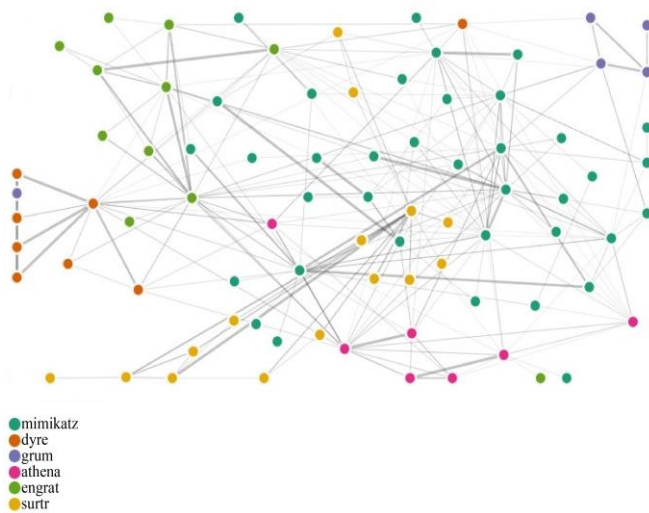 mimikatz
dyre
grum
athena
engrat
surtr